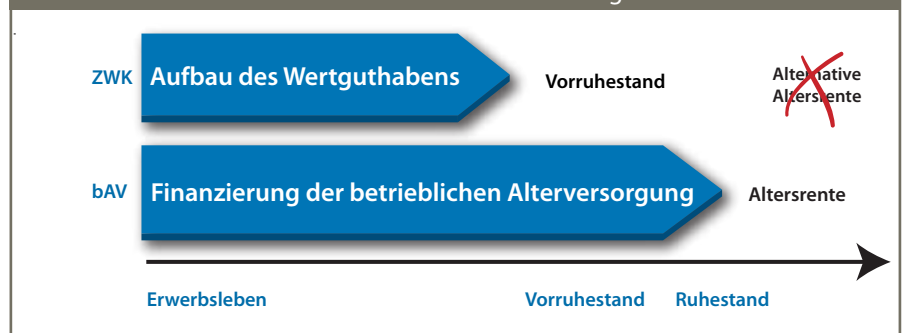 ZWK Aufbau des Wertguthabens Vorruhestand Alternative
Altersrente
bAV Finanzierung der betrieblichen Alterversorgung Altersrente
Erwerbsleben Vorruhestand Ruhestand